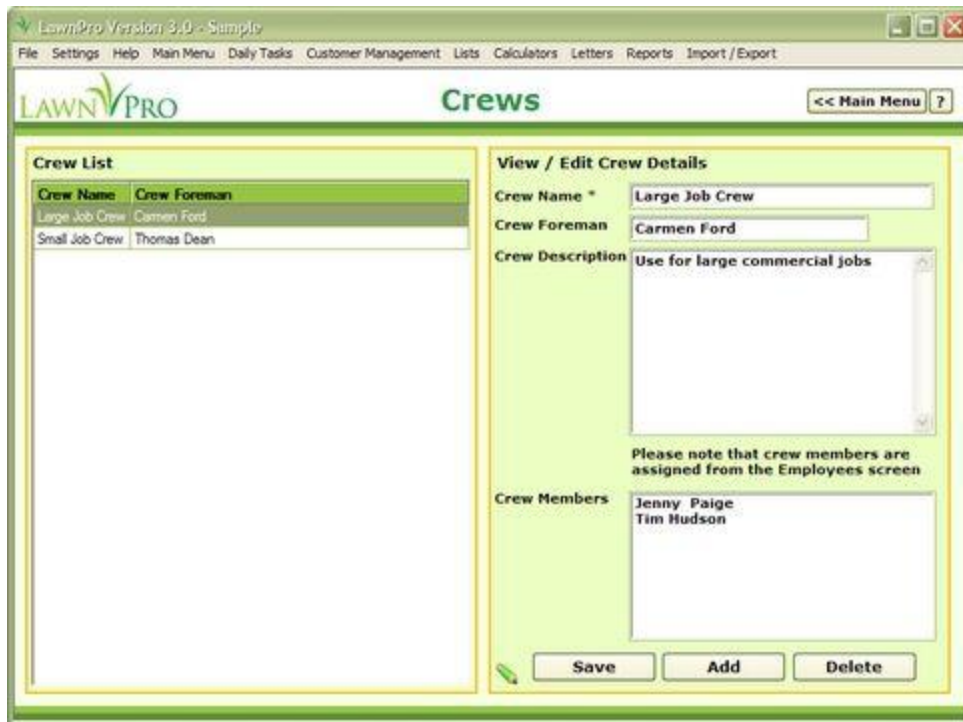 LawnPro Version 3.0 - Sample
File Settings Help Main Menu Daily Tasks Customer Management Lists Calculators Letters Reports Import / Export
LAWN PRO
Crews
<< Main Menu ?
Crew List
Crew Name Crew Foreman
Large Job Crew Carmen Ford
Small Job Crew Thomas Dean
View / Edit Crew Details
Crew Name * Large Job Crew
Crew Foreman Carmen Ford
Crew Description Use for large commercial jobs
Please note that crew members are
assigned from the Employees screen
Crew Members Jenny Paige
Tim Hudson
Save Add Delete